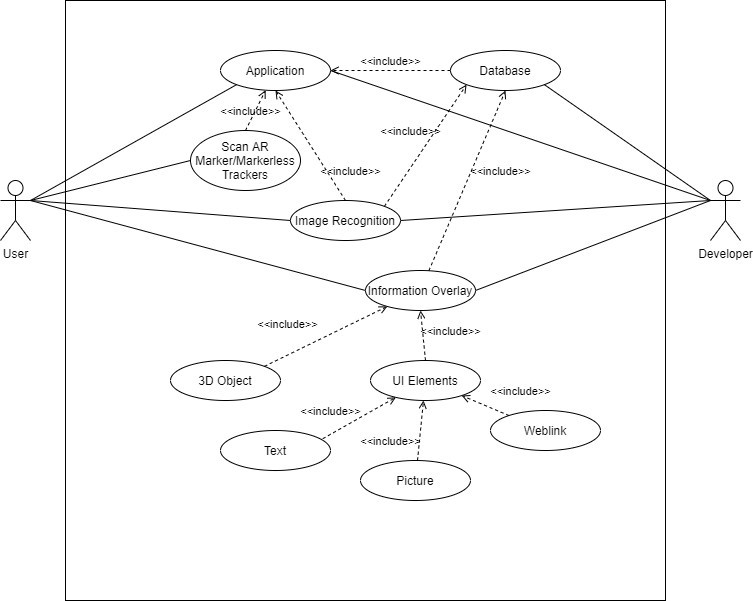 <<include>>
Application
Database
<<include>>
<<include>>
Scan AR
Marker/Markerless
Trackers
<<include>>
<<include>>
Image Recognition
User
Developer
Information Overlay
<<include>>
<<include>>
3D Object
UI Elements
<<include>>
<<include>>
Weblink
<<include>>
Text
Picture